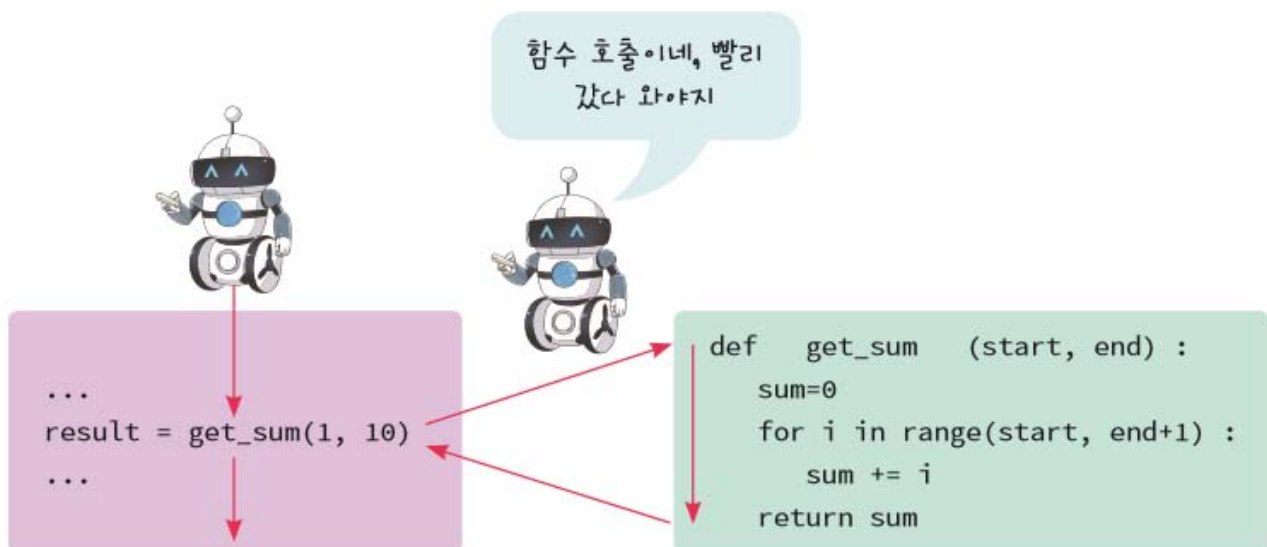 함수 호출이네, 빨리
갔다 와야지
...
result = get_sum(1, 10)
...
def get_sum (start, end) :
sum=0
for i in range(start, end+1) :
sum += i
return sum